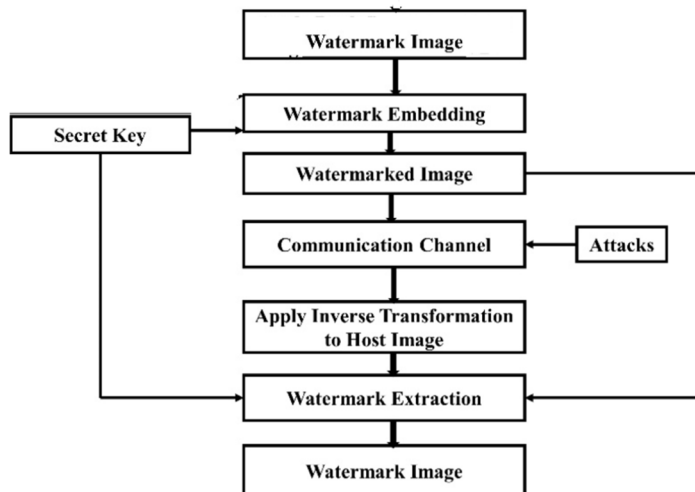 Watermark Image
Watermark Embedding
Secret Key
Watermarked Image
Communication Channel
Attacks
Apply Inverse Transformation
to Host Image
Watermark Extraction
Watermark Image